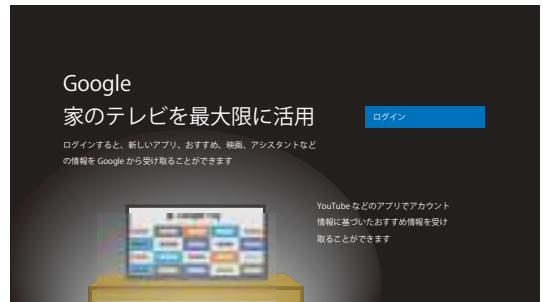 Google
家のテレビを最大限に活用
ログイン
ログインすると、新しいアプリ、おすすめ、映画、アシスタントなど
の情報を Google から受け取ることができます
YouTube などのアプリでアカウント
情報に基づいたおすすめ情報を受け
取ることができます